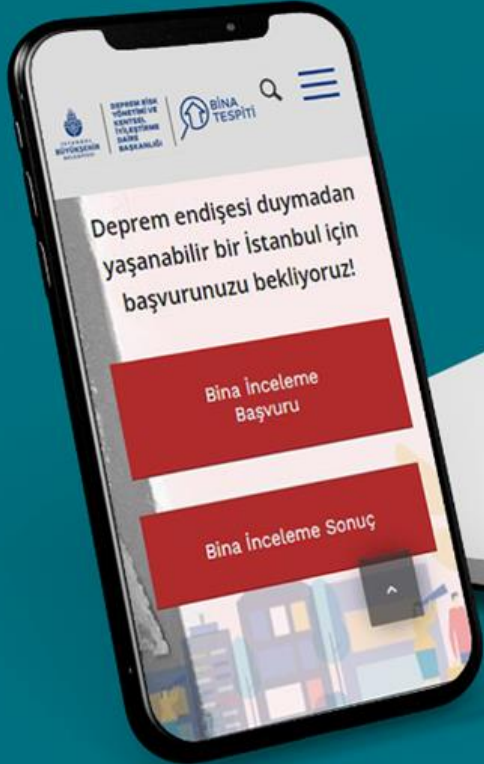 İSTANBUL
BÜYÜKŞEHİR
BELEDİYESİ
DEPREM RİSK
YÖNETİMİ VE
KENTSEL
İYİLEŞTİRME
DAİRE
BAŞKANLIĞI
BİNA
TESPİTİ
Deprem endişesi duymadan
yaşanabilir bir İstanbul için
başvurunuzu bekliyoruz!
Bina İnceleme
Başvuru
Bina İnceleme Sonuç